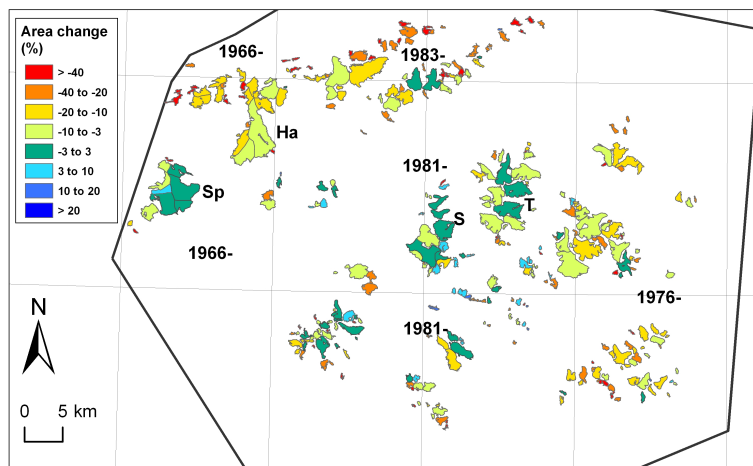 Area change
(%)
> -40
-40 to -20
-20 to -10
-10 to -3
-3 to 3
3 to 10
10 to 20
> 20
1966-
1983-
Ha
1981-
Sp
S
T
1966-
1976-
1981-
N
0 5 km